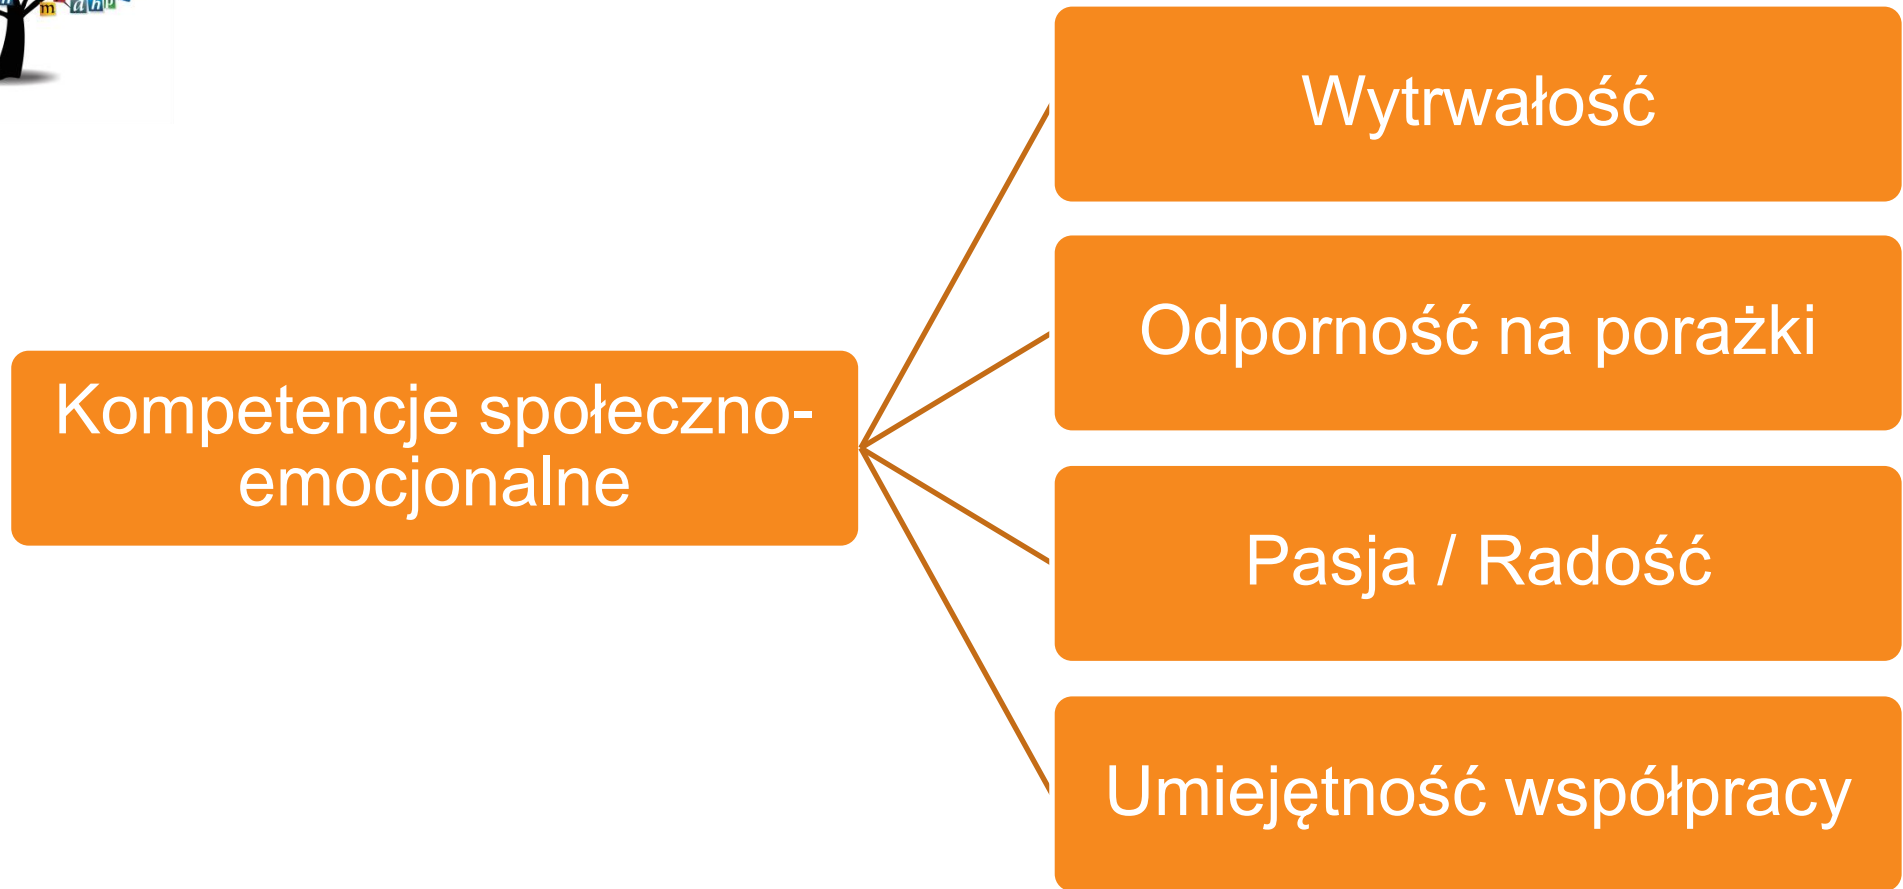 Wytrwałość
Odporność na porażki
Kompetencje społeczno-
emocjonalne
Pasja / Radość
Umiejętność współpracy